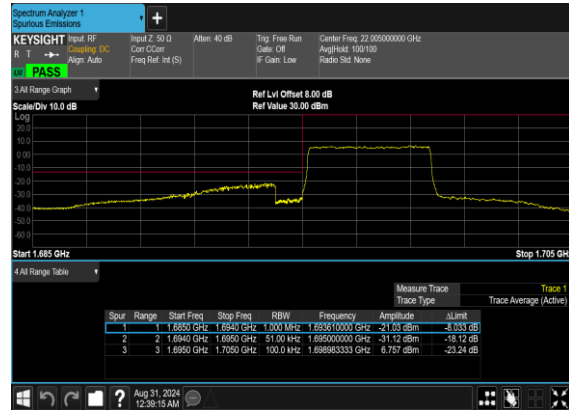 Spectrum Analyzer 1
Spurious Emissions
+
KEYSIGHT Input: RF Input Z: 50 Ω Atten: 40 dB Trig: Free Run Center Freq: 22.005000000 GHz
R T Coupling: DC Corr CCorr Gate: Off Avg|Hold: 100/100
Align: Auto Freq Ref: Int (S) IF Gain: Low Radio Std: None
PASS
3 All Range Graph
Ref Lvl Offset 8.00 dB
Scale/Div 10.0 dB Ref Value 30.00 dBm
Log
20.0
10.0
0.00
-10.0
-20.0
-30.0
-40.0
-50.0
-60.0
Start 1.685 GHz Stop 1.705 GHz
4 All Range Table
Measure Trace Trace 1
Trace Type Trace Average (Active)
Spur Range Start Freq Stop Freq RBW Frequency Amplitude ΔLimit
1 1 1.6850 GHz 1.6940 GHz 1.000 MHz 1.693610000 GHz -21.03 dBm -8.033 dB
2 2 1.6940 GHz 1.6950 GHz 51.00 kHz 1.695000000 GHz -31.12 dBm -18.12 dB
3 3 1.6950 GHz 1.7050 GHz 100.0 kHz 1.698983333 GHz 6.757 dBm -23.24 dB
? Aug 31, 2024
12:39:15 AM